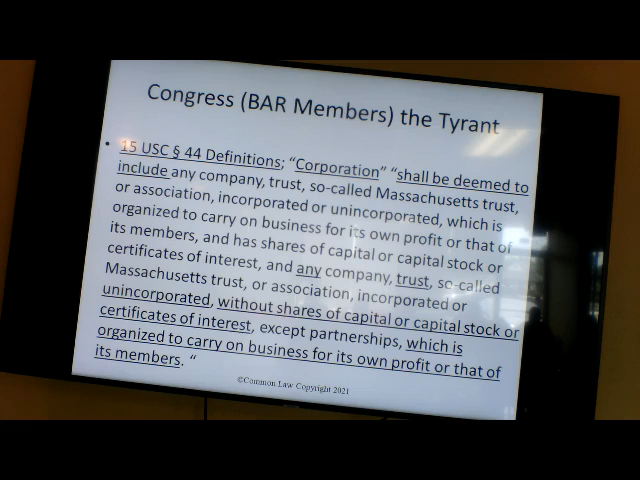 Congress (BAR Members) the Tyrant
• 15 USC § 44 Definitions; “Corporation” “shall be deemed to
include any company, trust, so-called Massachusetts trust,
or association, incorporated or unincorporated, which is
organized to carry on business for its own profit or that of
its members, and has shares of capital or capital stock or
certificates of interest, and any company, trust, so-called
Massachusetts trust, or association, incorporated or
unincorporated, without shares of capital or capital stock or
certificates of interest, except partnerships, which is
organized to carry on business for its own profit or that of
its members. “
©Common Law Copyright 2021